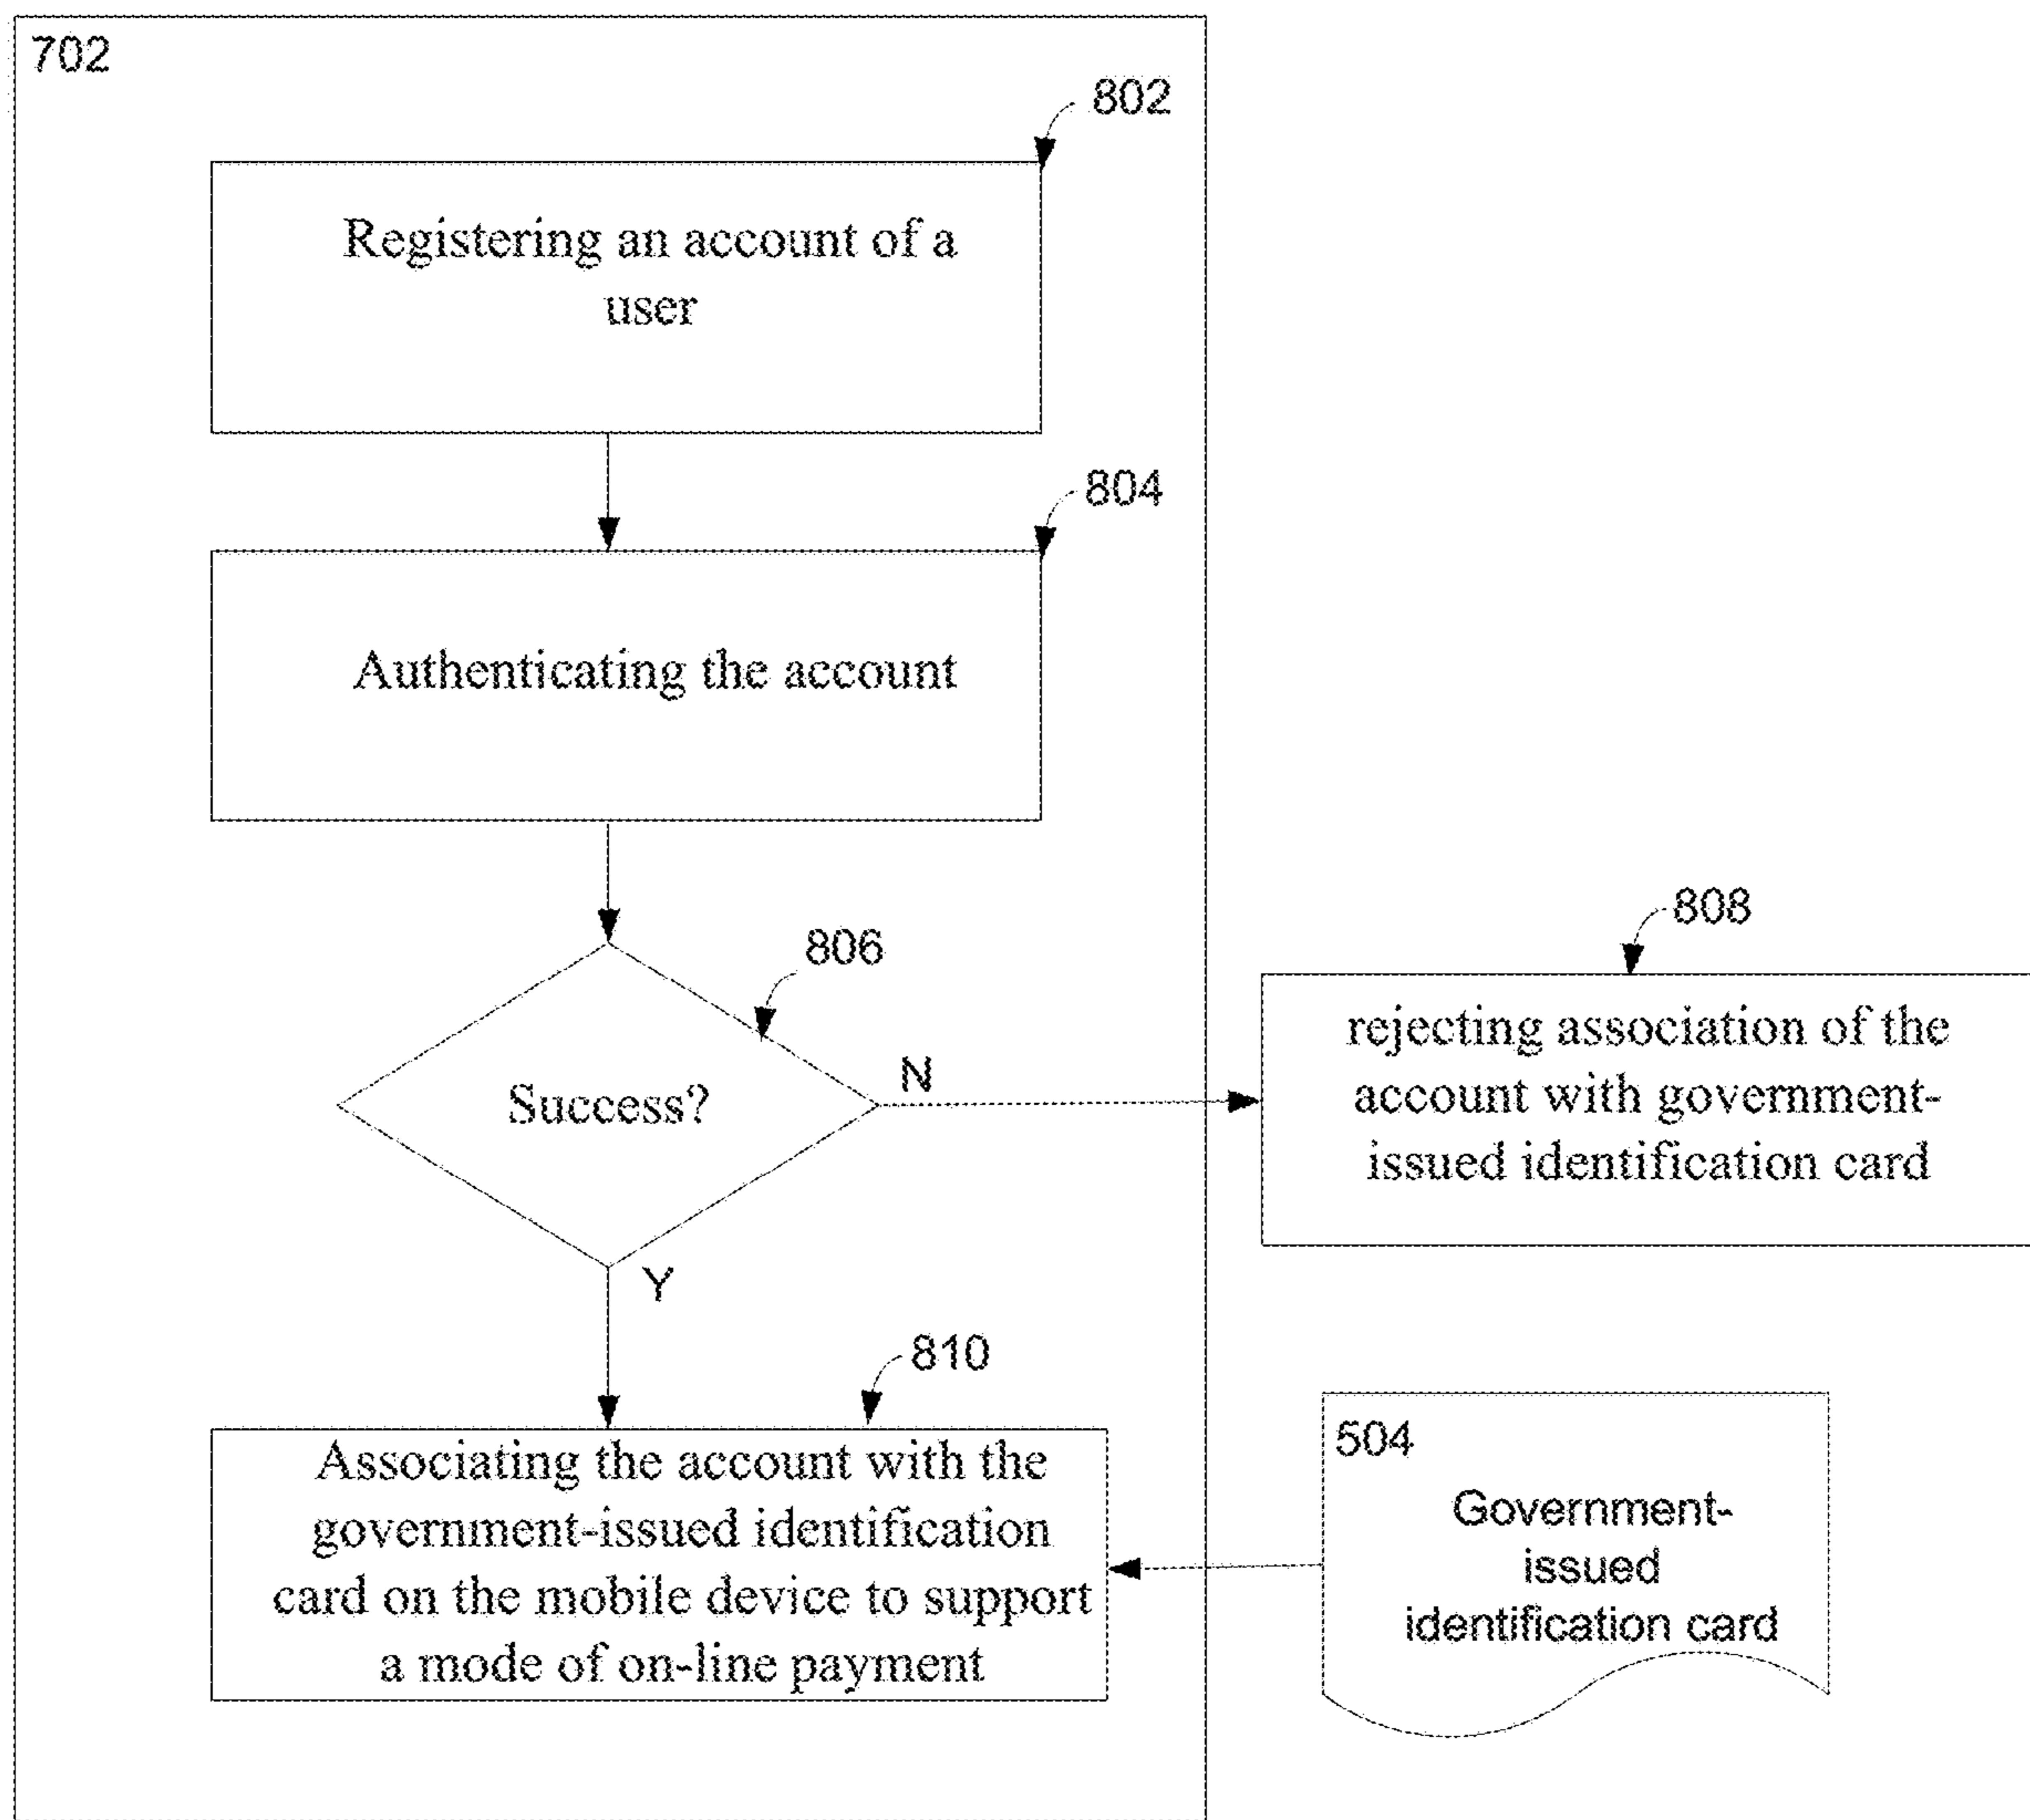 702
802
Registering an account of a
user
804
Authenticating the account
806
Success?
N
808
rejecting association of the
account with government-
issued identification card
Y
810
Associating the account with the
government-issued identification
card on the mobile device to support
a mode of on-line payment
504
Government-
issued
identification card